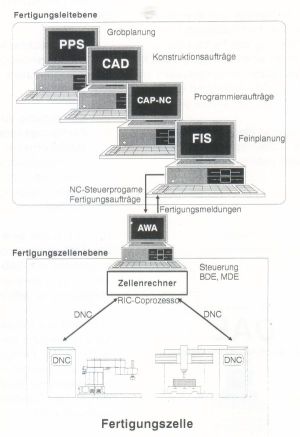 Fertigungsleitebene
PPS
Grobplanung
CAD
Konstruktionsaufträge
CAP-NC
Programmieraufträge
FIS
Feinplanung
NC-Steuerprogame
Fertigungsaufträge
Fertigungsmeldungen
AWA
Fertigungszellenebene
Zellenrechner
Steuerung
BDE, MDE
RIC-Coprozesso
DNC
DNC
DNC
DNC
Fertigungszelle